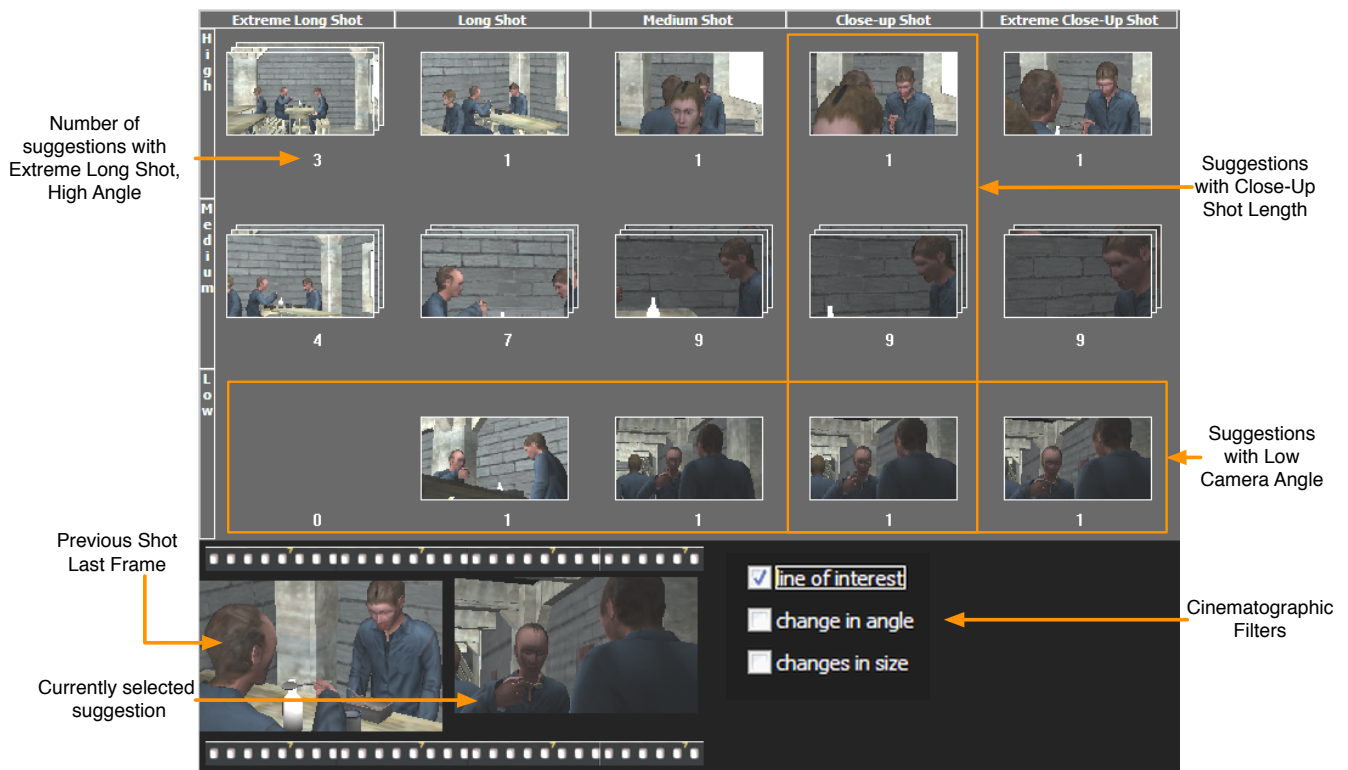 Extreme Long Shot
Long Shot
Medium Shot
Close-up Shot
Extreme Close-Up Shot
High
3
1
1
1
1
Medium
4
7
9
9
9
Low
0
1
1
1
1
Number of
suggestions with
Extreme Long Shot,
High Angle
Suggestions
with Close-Up
Shot Length
Suggestions
with Low
Camera Angle
Previous Shot
Last Frame
Currently selected
suggestion
line of interest
change in angle
changes in size
Cinematographic
Filters